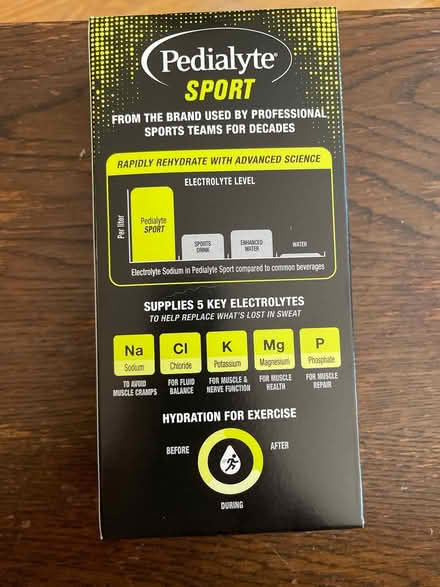 Pedialyte®
SPORT
FROM THE BRAND USED BY PROFESSIONAL
SPORTS TEAMS FOR DECADES
RAPIDLY REHYDRATE WITH ADVANCED SCIENCE
ELECTROLYTE LEVEL
Per liter
Pedialyte
SPORT
SPORTS
DRINK
ENHANCED
WATER
WATER
Electrolyte Sodium in Pedialyte Sport compared to common beverages
SUPPLIES 5 KEY ELECTROLYTES
TO HELP REPLACE WHAT'S LOST IN SWEAT
Na
Sodium
TO AVOID
MUSCLE CRAMPS
Cl
Chloride
FOR FLUID
BALANCE
K
Potassium
FOR MUSCLE &
NERVE FUNCTION
Mg
Magnesium
FOR MUSCLE
HEALTH
P
Phosphate
FOR MUSCLE
REPAIR
HYDRATION FOR EXERCISE
BEFORE
AFTER
DURING